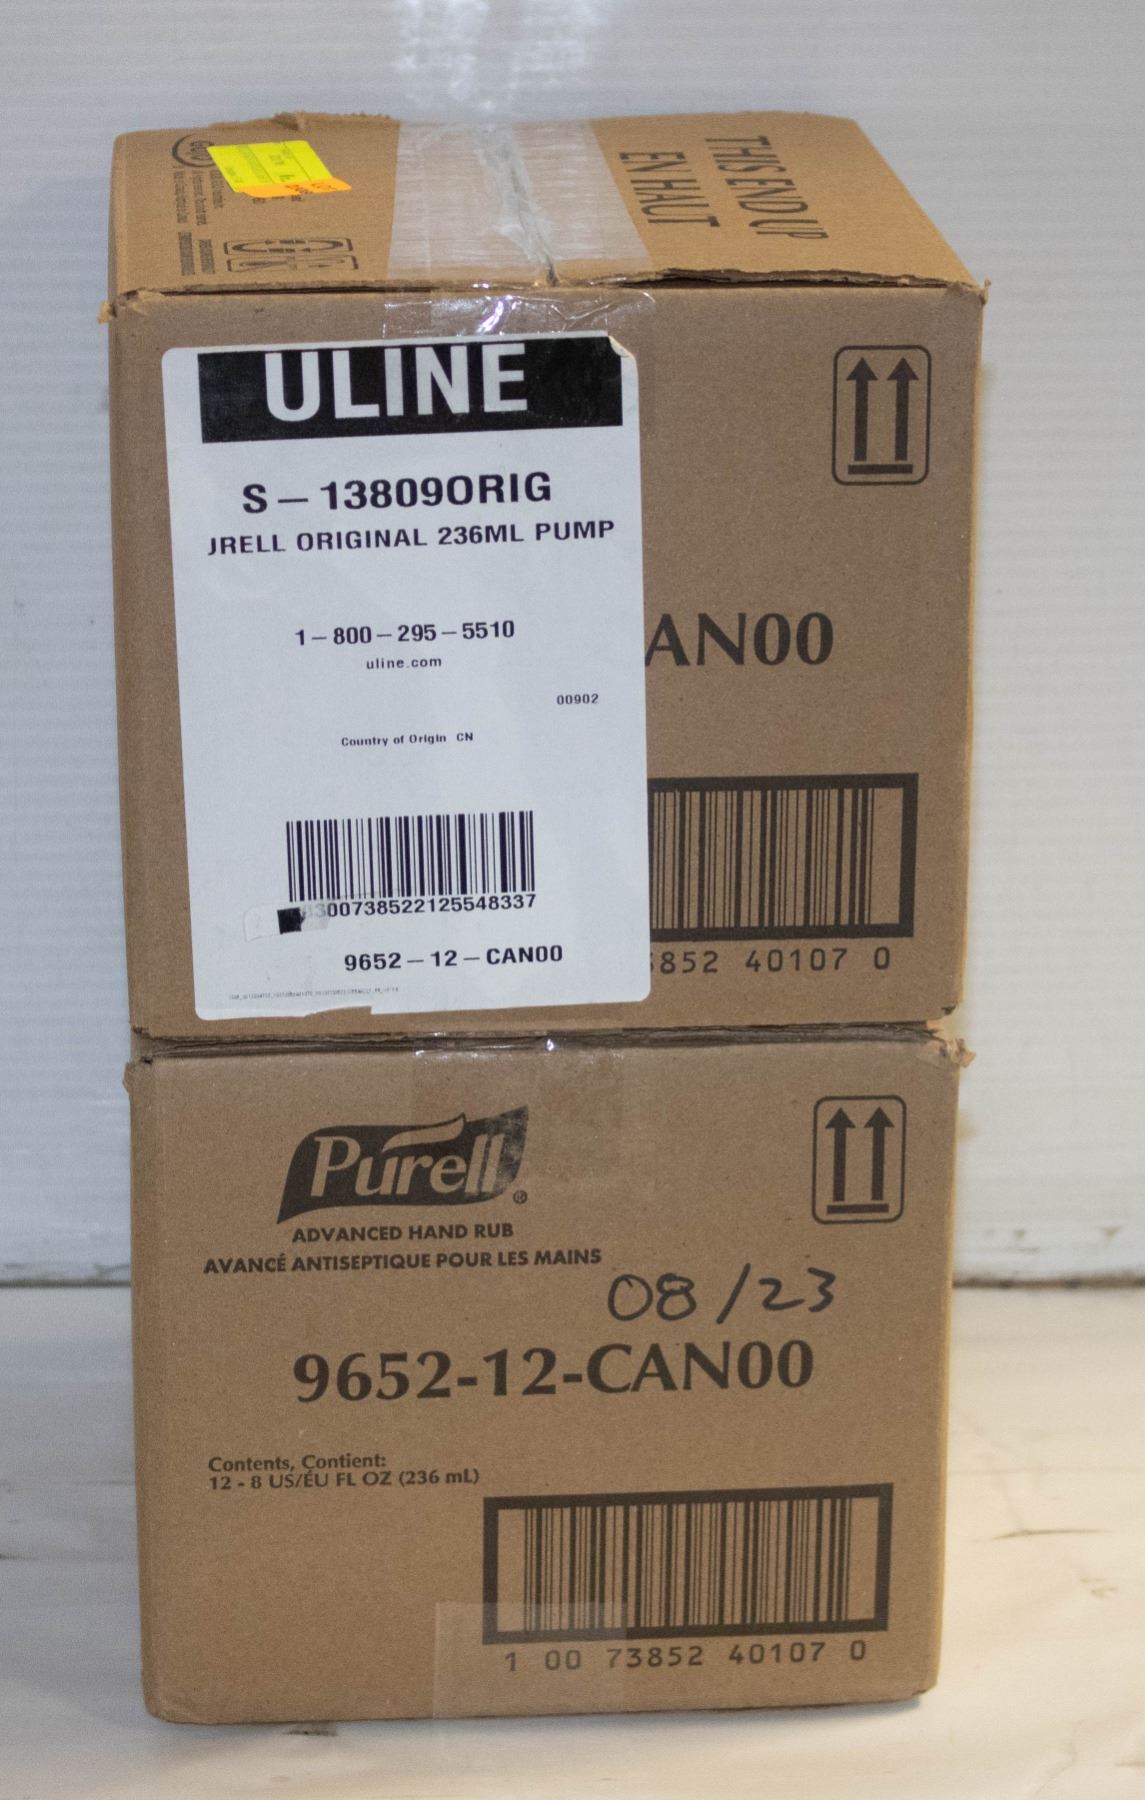 THIS END UP
EN HAUT
ULINE
S – 13809ORIG
JRELL ORIGINAL 236ML PUMP
1 – 800 – 295 – 5510
uline.com
00902
Country of Origin CN
300738522125548337
9652 – 12 – CAN00
AN00
852 40107 0
Purell®
ADVANCED HAND RUB
AVANCÉ ANTISEPTIQUE POUR LES MAINS
08/23
9652-12-CAN00
Contents, Contient:
12 - 8 US/ÉU FL OZ (236 mL)
1 00 73852 40107 0